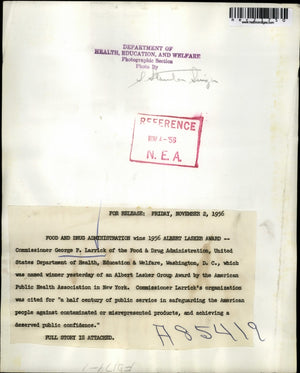 DEPARTMENT OF
HEALTH, EDUCATION, AND WELFARE
Photographic Section
Photo By
REFERENCE
NOV 4-'56
N. E. A.
FOR RELEASE: FRIDAY, NOVEMBER 2, 1956
FOOD AND DRUG ADMINISTRATION wins 1956 ALBERT LASKER AWARD --
Commissioner George P. Larrick of the Food & Drug Administration, United
States Department of Health, Education & Welfare, Washington, D. C., which
was named winner yesterday of an Albert Lasker Group Award by the American
Public Health Association in New York. Commissioner Larrick's organization
was cited for "a half century of public service in safeguarding the American
people against contaminated or misrepresented products, and achieving a
deserved public confidence."
FULL STORY IS ATTACHED.
A85419